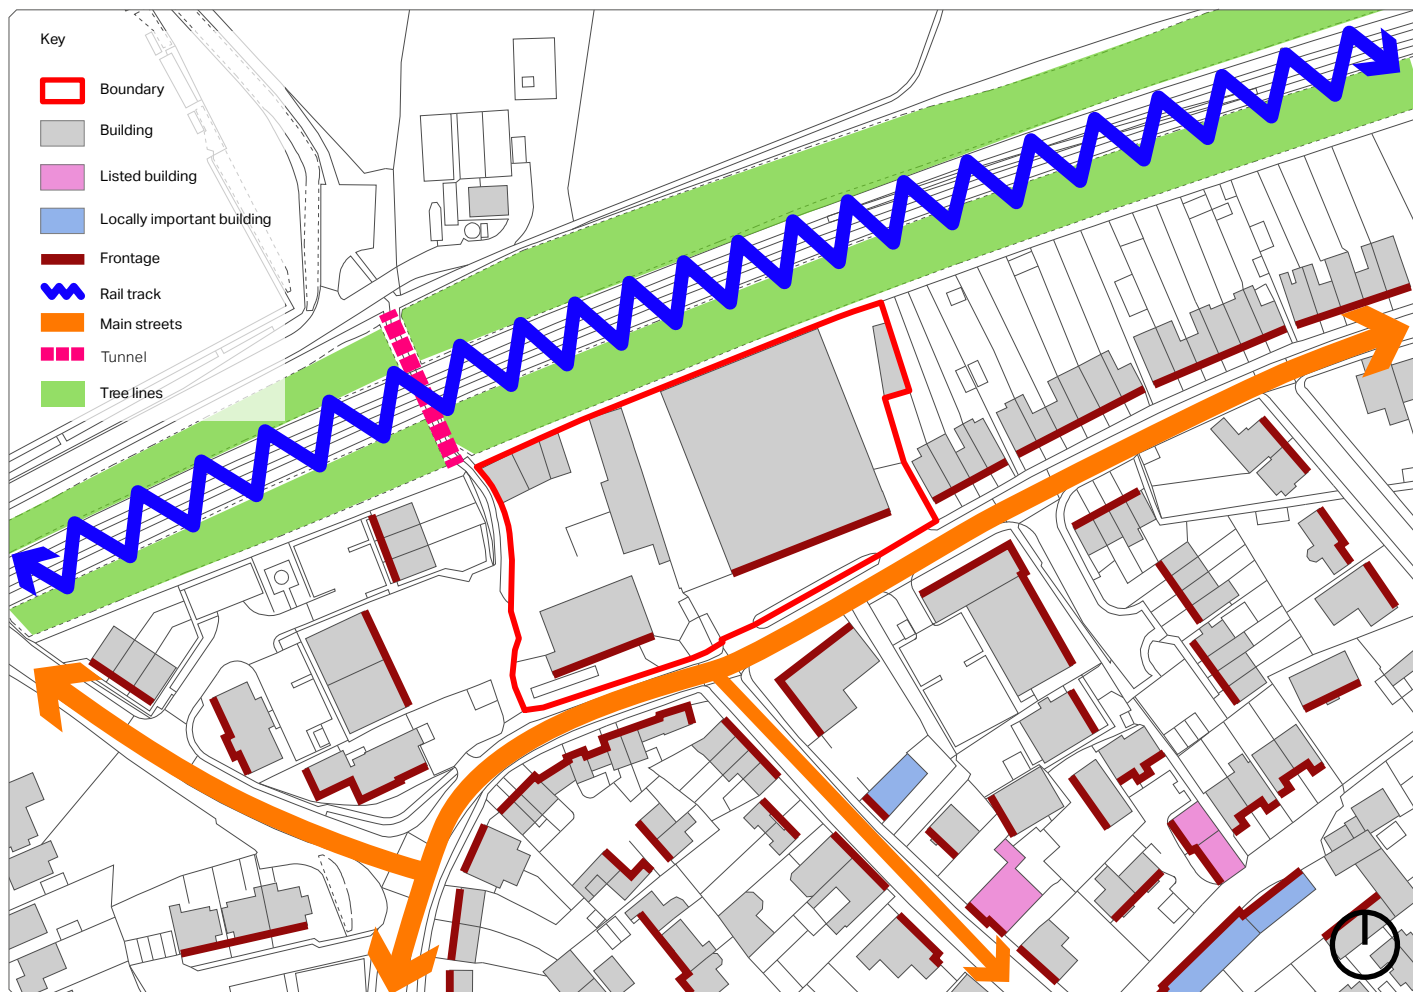 Key
Boundary
Building
Listed building
Locally important building
Frontage
Rail track
Main streets
Tunnel
Tree lines